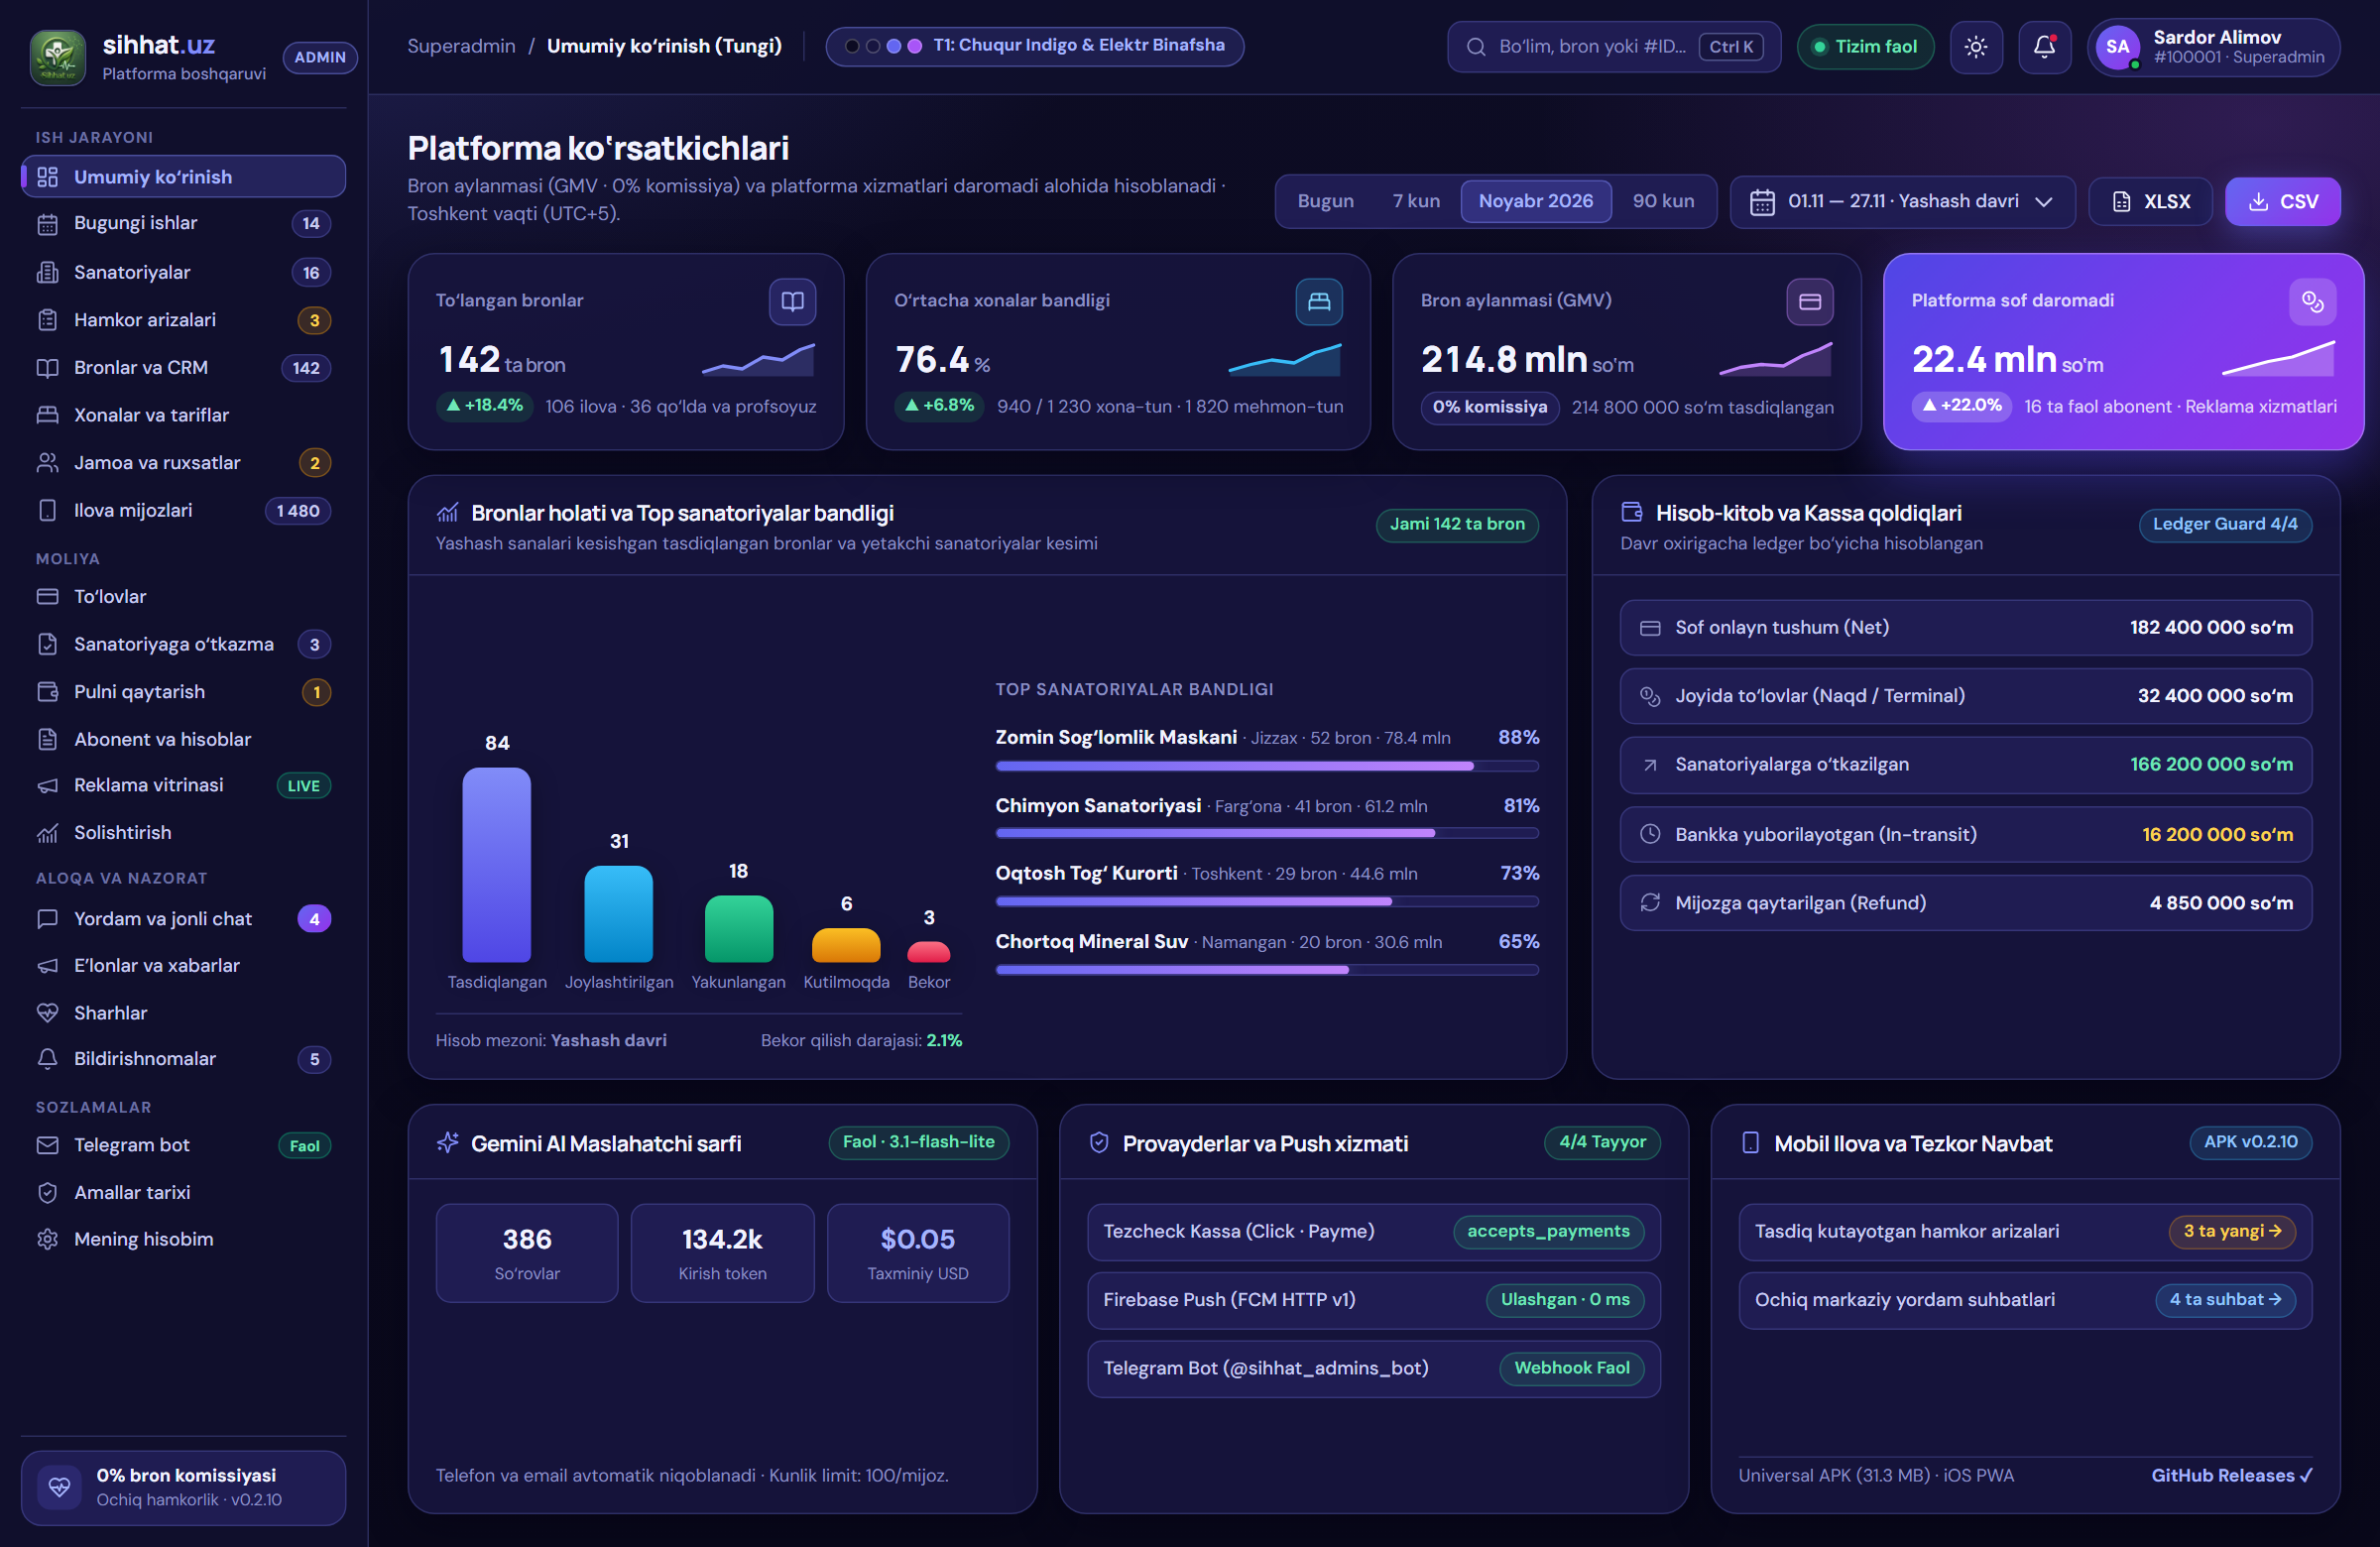 sihhat.uz
Platforma boshqaruvi
ADMIN
ISH JARAYONI
Umumiy ko‘rinish
Bugungi ishlar 14
Sanatoriyalar 16
Hamkor arizalari 3
Bronlar va CRM 142
Xonalar va tariflar
Jamoa va ruxsatlar 2
Ilova mijozlari 1 480
MOLIYA
To‘lovlar
Sanatoriyaga o‘tkazma 3
Pulni qaytarish 1
Abonent va hisoblar
Reklama vitrinasi LIVE
Solishtirish
ALOQA VA NAZORAT
Yordam va jonli chat 4
E’lonlar va xabarlar
Sharhlar
Bildirishnomalar 5
SOZLAMALAR
Telegram bot Faol
Amallar tarixi
Mening hisobim
0% bron komissiyasi
Ochiq hamkorlik · v0.2.10
Superadmin / Umumiy ko‘rinish (Tungi)
T1: Chuqur Indigo & Elektr Binafsha
Bo‘lim, bron yoki #ID... Ctrl K
Tizim faol
SA
Sardor Alimov
#100001 · Superadmin
Platforma ko‘rsatkichlari
Bron aylanmasi (GMV · 0% komissiya) va platforma xizmatlari daromadi alohida hisoblanadi ·
Toshkent vaqti (UTC+5).
Bugun 7 kun Noyabr 2026 90 kun
01.11 — 27.11 · Yashash davri
XLSX
CSV
To‘langan bronlar
142 ta bron
▲ +18.4% 106 ilova · 36 qo‘lda va profsoyuz
O‘rtacha xonalar bandligi
76.4 %
▲ +6.8% 940 / 1 230 xona-tun · 1 820 mehmon-tun
Bron aylanmasi (GMV)
214.8 mln so‘m
0% komissiya 214 800 000 so‘m tasdiqlangan
Platforma sof daromadi
22.4 mln so‘m
▲ +22.0% 16 ta faol abonent · Reklama xizmatlari
Bronlar holati va Top sanatoriyalar bandligi
Yashash sanalari kesishgan tasdiqlangan bronlar va yetakchi sanatoriyalar kesimi
Jami 142 ta bron
84
31
18
6
3
Tasdiqlangan Joylashtirilgan Yakunlangan Kutilmoqda Bekor
Hisob mezoni: Yashash davri
Bekor qilish darajasi: 2.1%
TOP SANATORIYALAR BANDLIGI
Zomin Sog‘lomlik Maskani · Jizzax · 52 bron · 78.4 mln 88%
Chimyon Sanatoriyasi · Farg‘ona · 41 bron · 61.2 mln 81%
Oqtosh Tog‘ Kurorti · Toshkent · 29 bron · 44.6 mln 73%
Chortoq Mineral Suv · Namangan · 20 bron · 30.6 mln 65%
Hisob-kitob va Kassa qoldiqlari
Davr oxirigacha ledger bo‘yicha hisoblangan
Ledger Guard 4/4
Sof onlayn tushum (Net) 182 400 000 so‘m
Joyida to‘lovlar (Naqd / Terminal) 32 400 000 so‘m
Sanatoriyalarga o‘tkazilgan 166 200 000 so‘m
Bankka yuborilayotgan (In-transit) 16 200 000 so‘m
Mijozga qaytarilgan (Refund) 4 850 000 so‘m
Gemini AI Maslahatchi sarfi
Faol · 3.1-flash-lite
386
So‘rovlar
134.2k
Kirish token
$0.05
Taxminiy USD
Telefon va email avtomatik niqoblanadi · Kunlik limit: 100/mijoz.
Provayderlar va Push xizmati
4/4 Tayyor
Tezcheck Kassa (Click · Payme) accepts_payments
Firebase Push (FCM HTTP v1) Ulashgan · 0 ms
Telegram Bot (@sihhat_admins_bot) Webhook Faol
Mobil Ilova va Tezkor Navbat
APK v0.2.10
Tasdiq kutayotgan hamkor arizalari 3 ta yangi →
Ochiq markaziy yordam suhbatlari 4 ta suhbat →
Universal APK (31.3 MB) · iOS PWA
GitHub Releases ✓